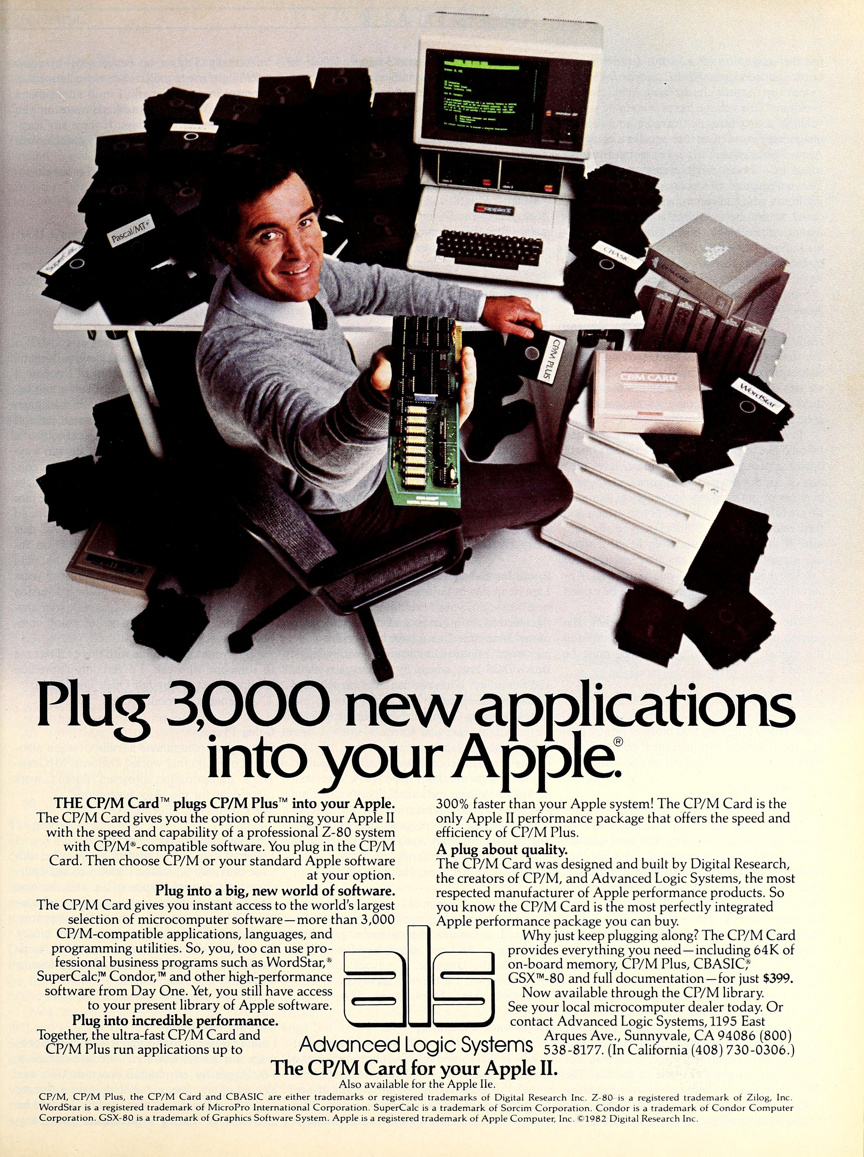 Pascal/MT+
SuperCalc
apple II
CBASIC
CP/M PLUS
CP/M CARD
CP/M CARD
WordStar
Plug 3,000 new applications
into your Apple.®
THE CP/M Card™ plugs CP/M Plus™ into your Apple.
The CP/M Card gives you the option of running your Apple II
with the speed and capability of a professional Z-80 system
with CP/M®-compatible software. You plug in the CP/M
Card. Then choose CP/M or your standard Apple software
at your option.
Plug into a big, new world of software.
The CP/M Card gives you instant access to the world's largest
selection of microcomputer software—more than 3,000
CP/M-compatible applications, languages, and
programming utilities. So, you, too can use pro-
fessional business programs such as WordStar,®
SuperCalc,™ Condor,™ and other high-performance
software from Day One. Yet, you still have access
to your present library of Apple software.
Plug into incredible performance.
Together, the ultra-fast CP/M Card and
CP/M Plus run applications up to
300% faster than your Apple system! The CP/M Card is the
only Apple II performance package that offers the speed and
efficiency of CP/M Plus.
A plug about quality.
The CP/M Card was designed and built by Digital Research,
the creators of CP/M, and Advanced Logic Systems, the most
respected manufacturer of Apple performance products. So
you know the CP/M Card is the most perfectly integrated
Apple performance package you can buy.
Why just keep plugging along? The CP/M Card
provides everything you need—including 64K of
on-board memory, CP/M Plus, CBASIC,®
GSX™-80 and full documentation—for just $399.
Now available through the CP/M library.
See your local microcomputer dealer today. Or
contact Advanced Logic Systems, 1195 East
Arques Ave., Sunnyvale, CA 94086 (800)
538-8177. (In California (408) 730-0306.)
als
Advanced Logic Systems
The CP/M Card for your Apple II.
Also available for the Apple IIe.
CP/M, CP/M Plus, the CP/M Card and CBASIC are either trademarks or registered trademarks of Digital Research Inc. Z-80 is a registered trademark of Zilog, Inc.
WordStar is a registered trademark of MicroPro International Corporation. SuperCalc is a trademark of Sorcim Corporation. Condor is a trademark of Condor Computer
Corporation. GSX-80 is a trademark of Graphics Software System. Apple is a registered trademark of Apple Computer, Inc. ©1982 Digital Research Inc.